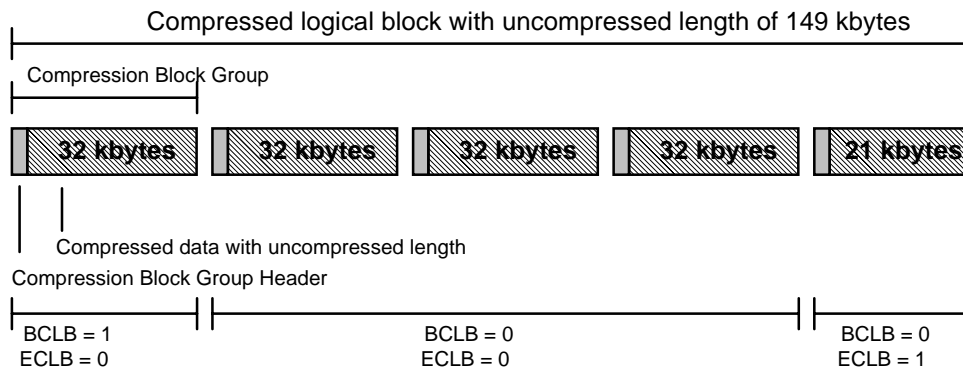 Compressed logical block with uncompressed length of 149 kbytes
Compression Block Group
32 kbytes
32 kbytes
32 kbytes
32 kbytes
21 kbytes
Compressed data with uncompressed length
Compression Block Group Header
BCLB = 1
ECLB = 0
BCLB = 0
ECLB = 0
BCLB = 0
ECLB = 1